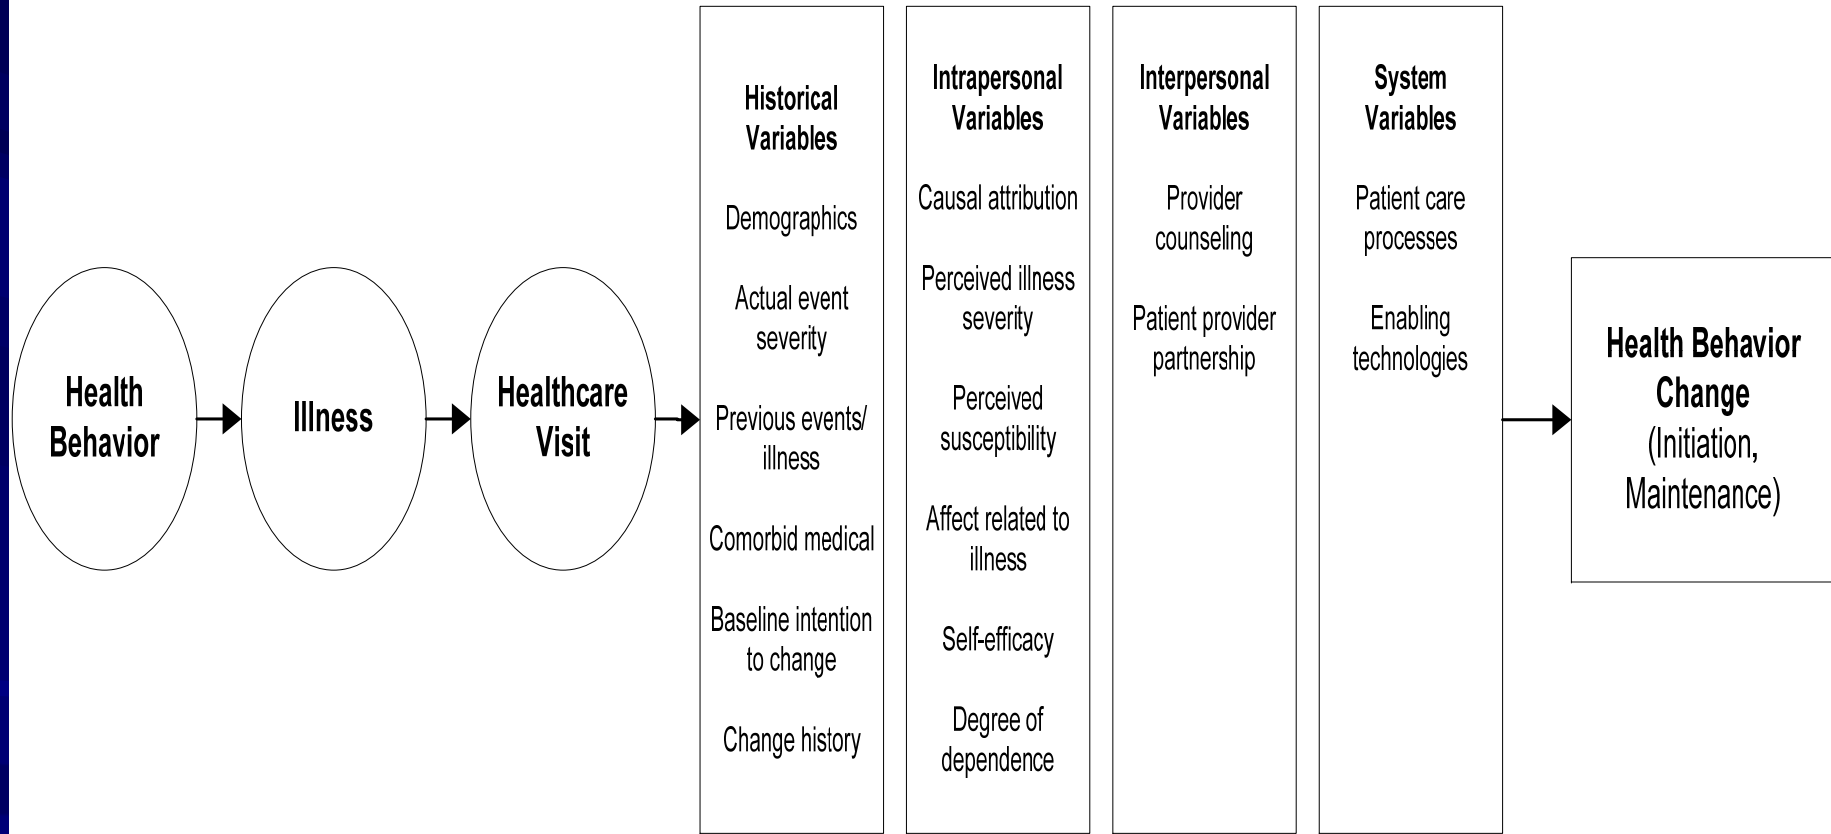 Health
Behavior
Illness
Healthcare
Visit
Historical
Variables
Demographics
Actual event
severity
Previous events/
illness
Comorbid medical
Baseline intention
to change
Change history
Intrapersonal
Variables
Causal attribution
Perceived illness
severity
Perceived
susceptibility
Affect related to
illness
Self-efficacy
Degree of
dependence
Interpersonal
Variables
Provider
counseling
Patient provider
partnership
System
Variables
Patient care
processes
Enabling
technologies
Health Behavior
Change
(Initiation,
Maintenance)